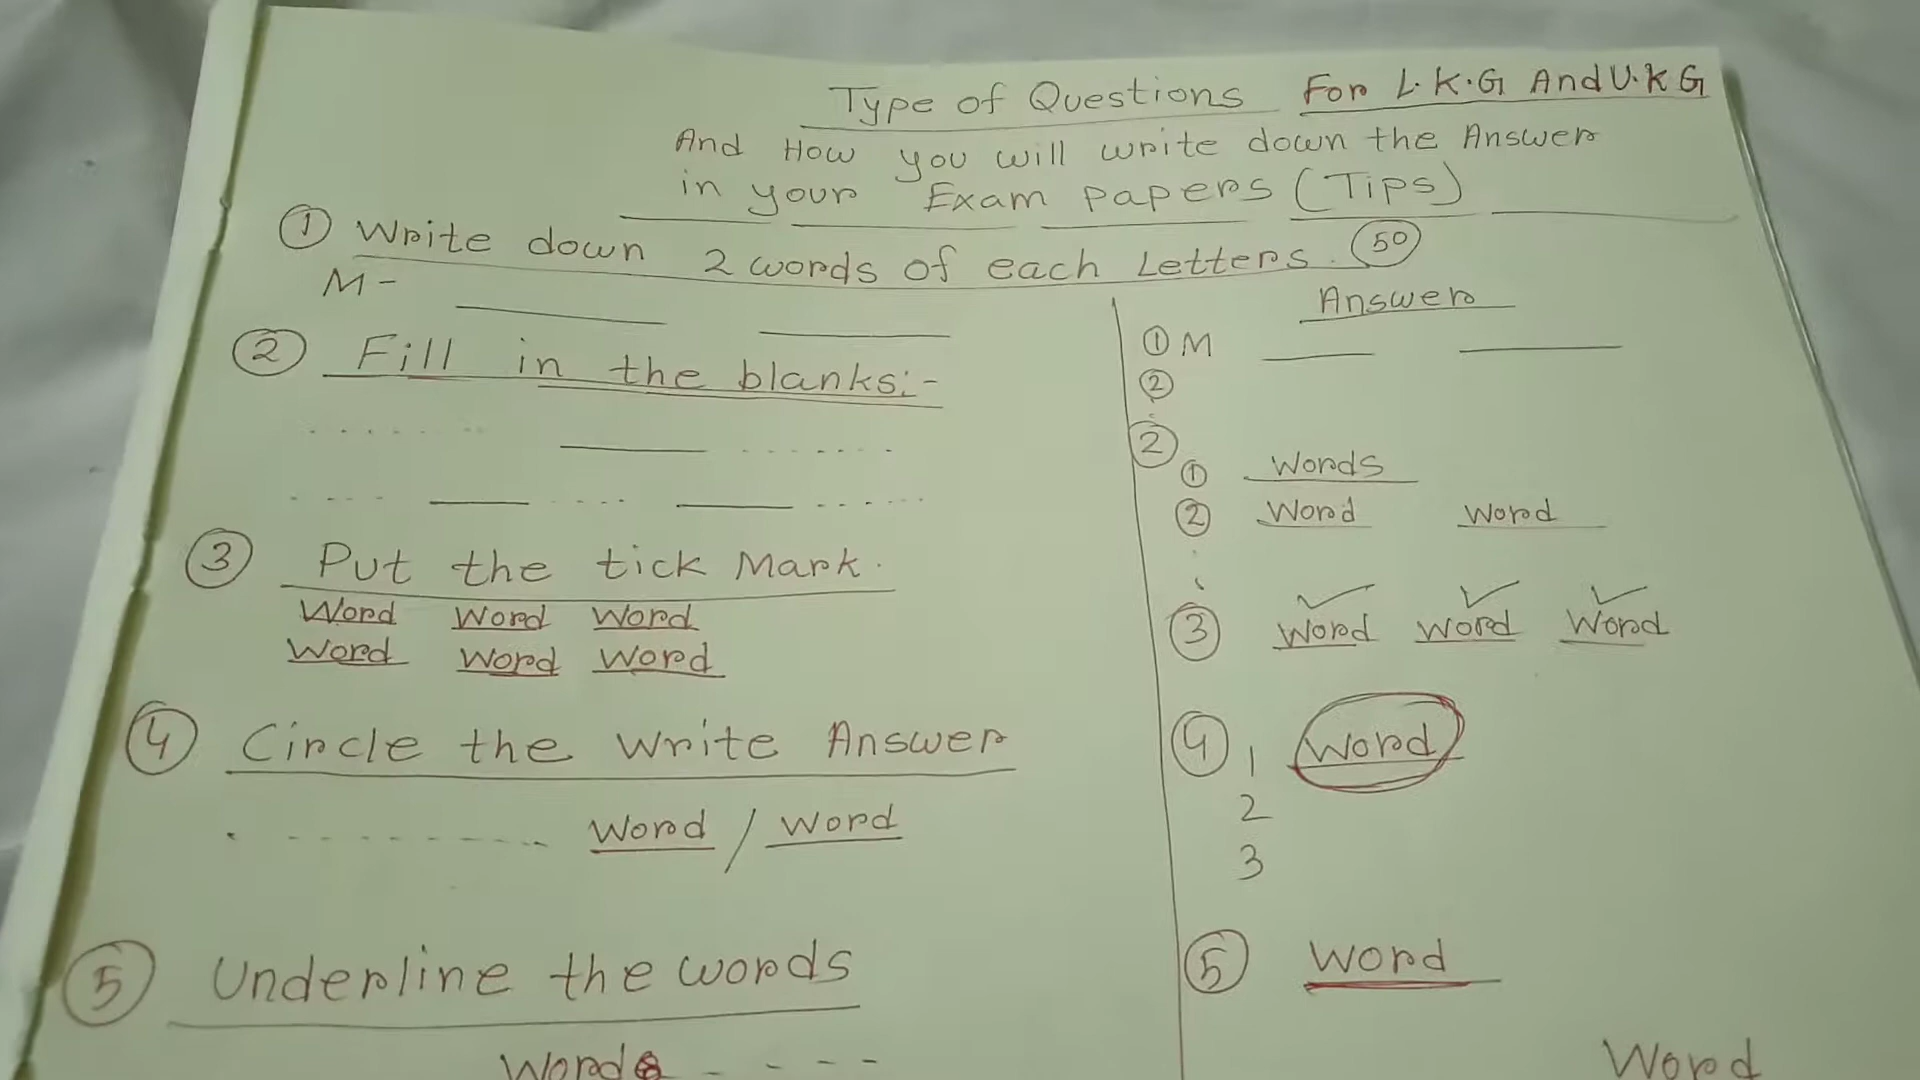 Type of Questions For L.K.G And U.K G
And How you will write down the Answer
in your Exam papers (Tips)
① Write down 2 words of each Letters. 50
M-
② Fill in the blanks:-
③ Put the tick Mark.
Word Word Word
Word Word Word
④ Circle the Write Answer
Word / Word
⑤ Underline the words
Words
Answer
① M
②
②
① Words
② Word Word
③ Word Word Word
④ 1 Word
2
3
⑤ Word
Word